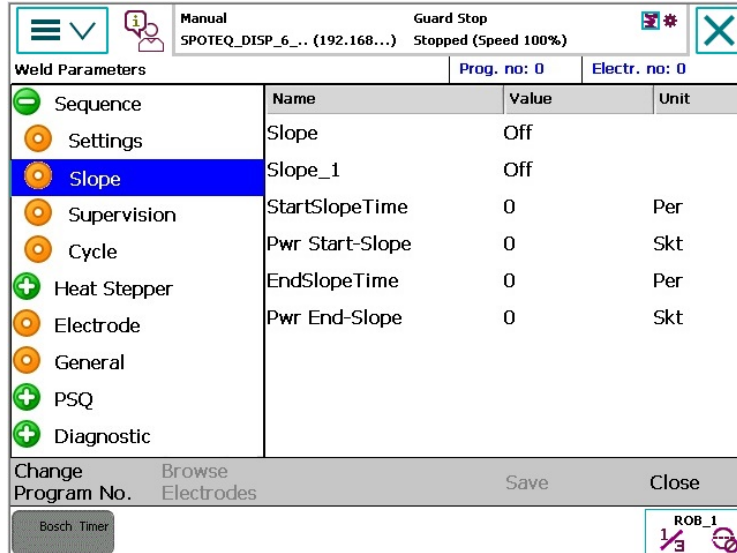 Manual
Guard Stop
SPOTEQ_DISP_6_.. (192.168...)
Stopped (Speed 100%)
Weld Parameters
Prog. no: 0
Electr. no: 0
Sequence
Settings
Slope
Supervision
Cycle
Heat Stepper
Electrode
General
PSQ
Diagnostic
Name Value Unit
Slope Off
Slope_1 Off
StartSlopeTime 0 Per
Pwr Start-Slope 0 Skt
EndSlopeTime 0 Per
Pwr End-Slope 0 Skt
Change
Program No.
Browse
Electrodes
Save
Close
Bosch Timer
ROB_1
1/3